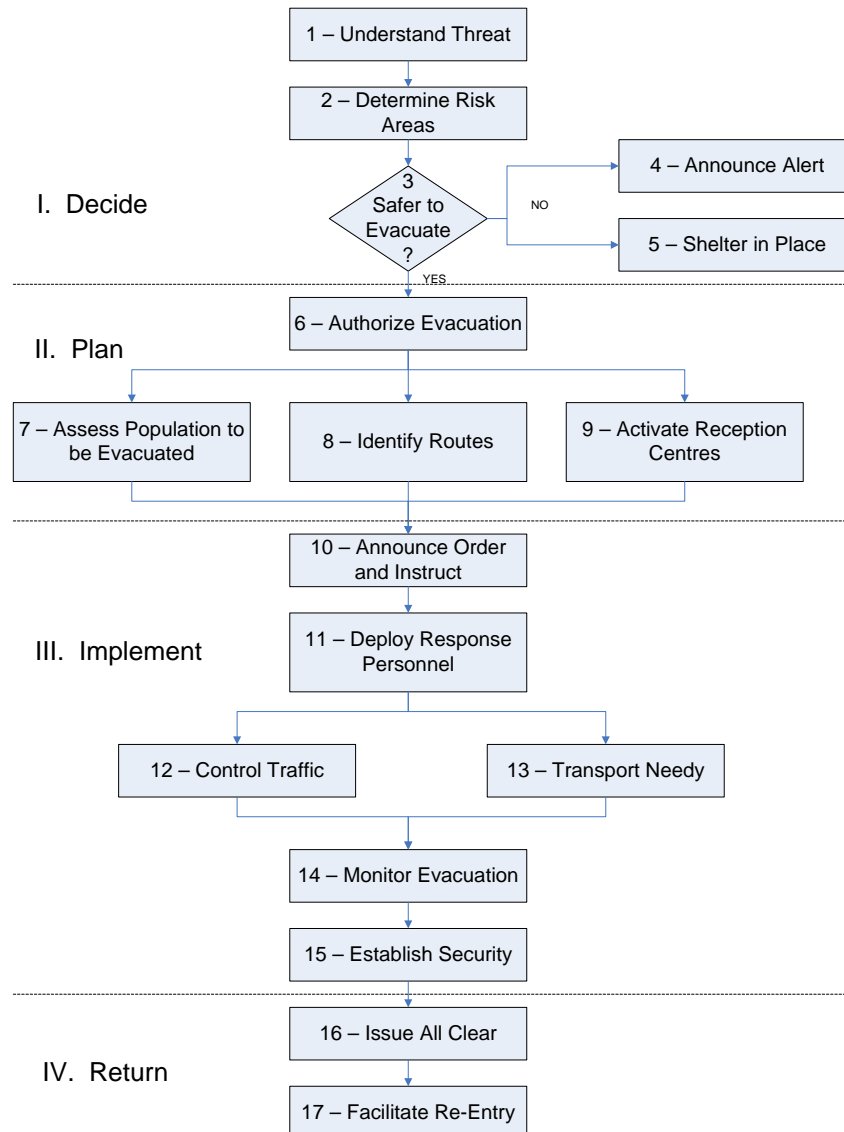 1 – Understand Threat
2 – Determine Risk
Areas
I. Decide
3
Safer to
Evacuate
?
NO
4 – Announce Alert
5 – Shelter in Place
YES
6 – Authorize Evacuation
II. Plan
7 – Assess Population to
be Evacuated
8 – Identify Routes
9 – Activate Reception
Centres
10 – Announce Order
and Instruct
III. Implement
11 – Deploy Response
Personnel
12 – Control Traffic
13 – Transport Needy
14 – Monitor Evacuation
15 – Establish Security
16 – Issue All Clear
IV. Return
17 – Facilitate Re-Entry